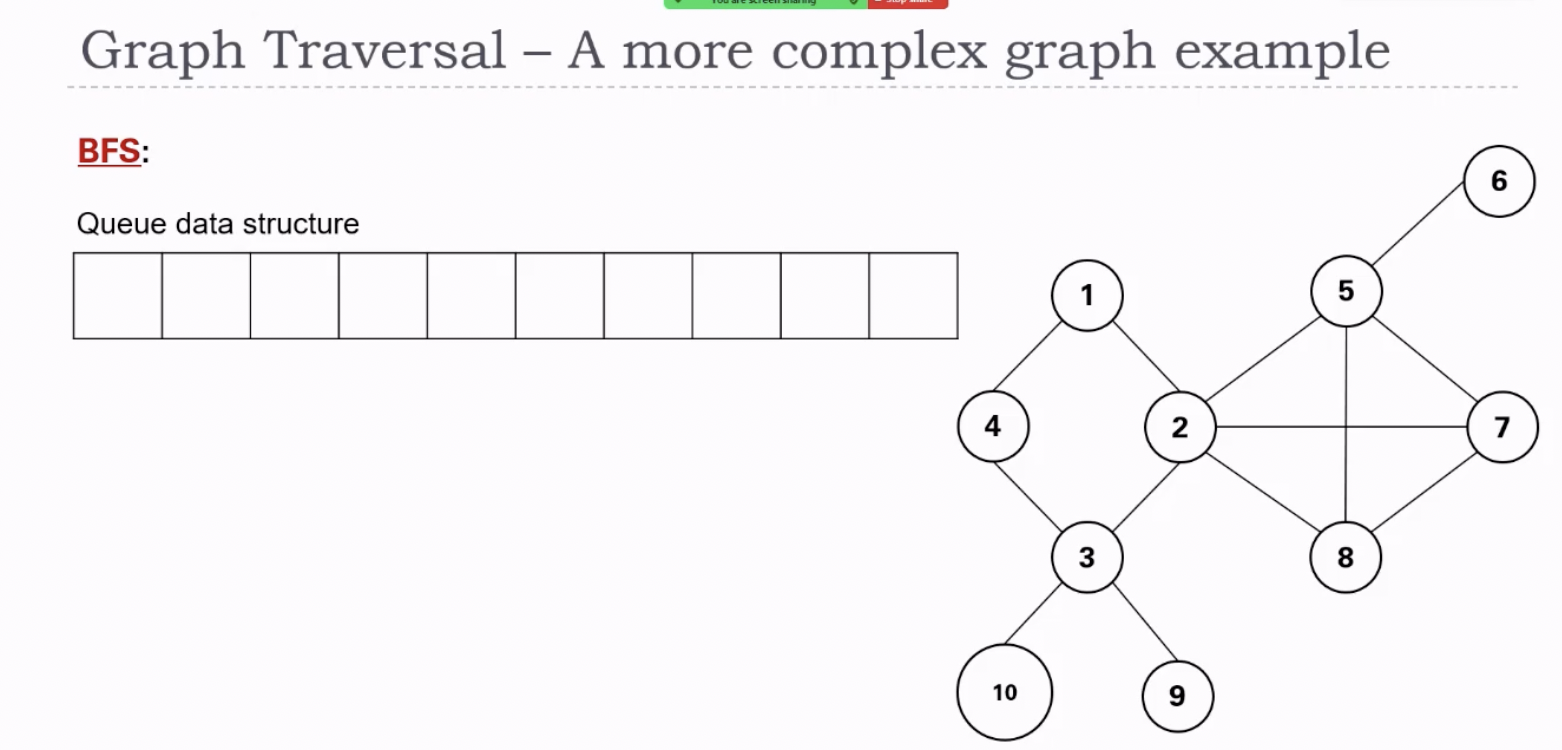 You are screen sharing Stop share
Graph Traversal – A more complex graph example
BFS:
Queue data structure
6
1
5
4
2
7
3
8
10
9